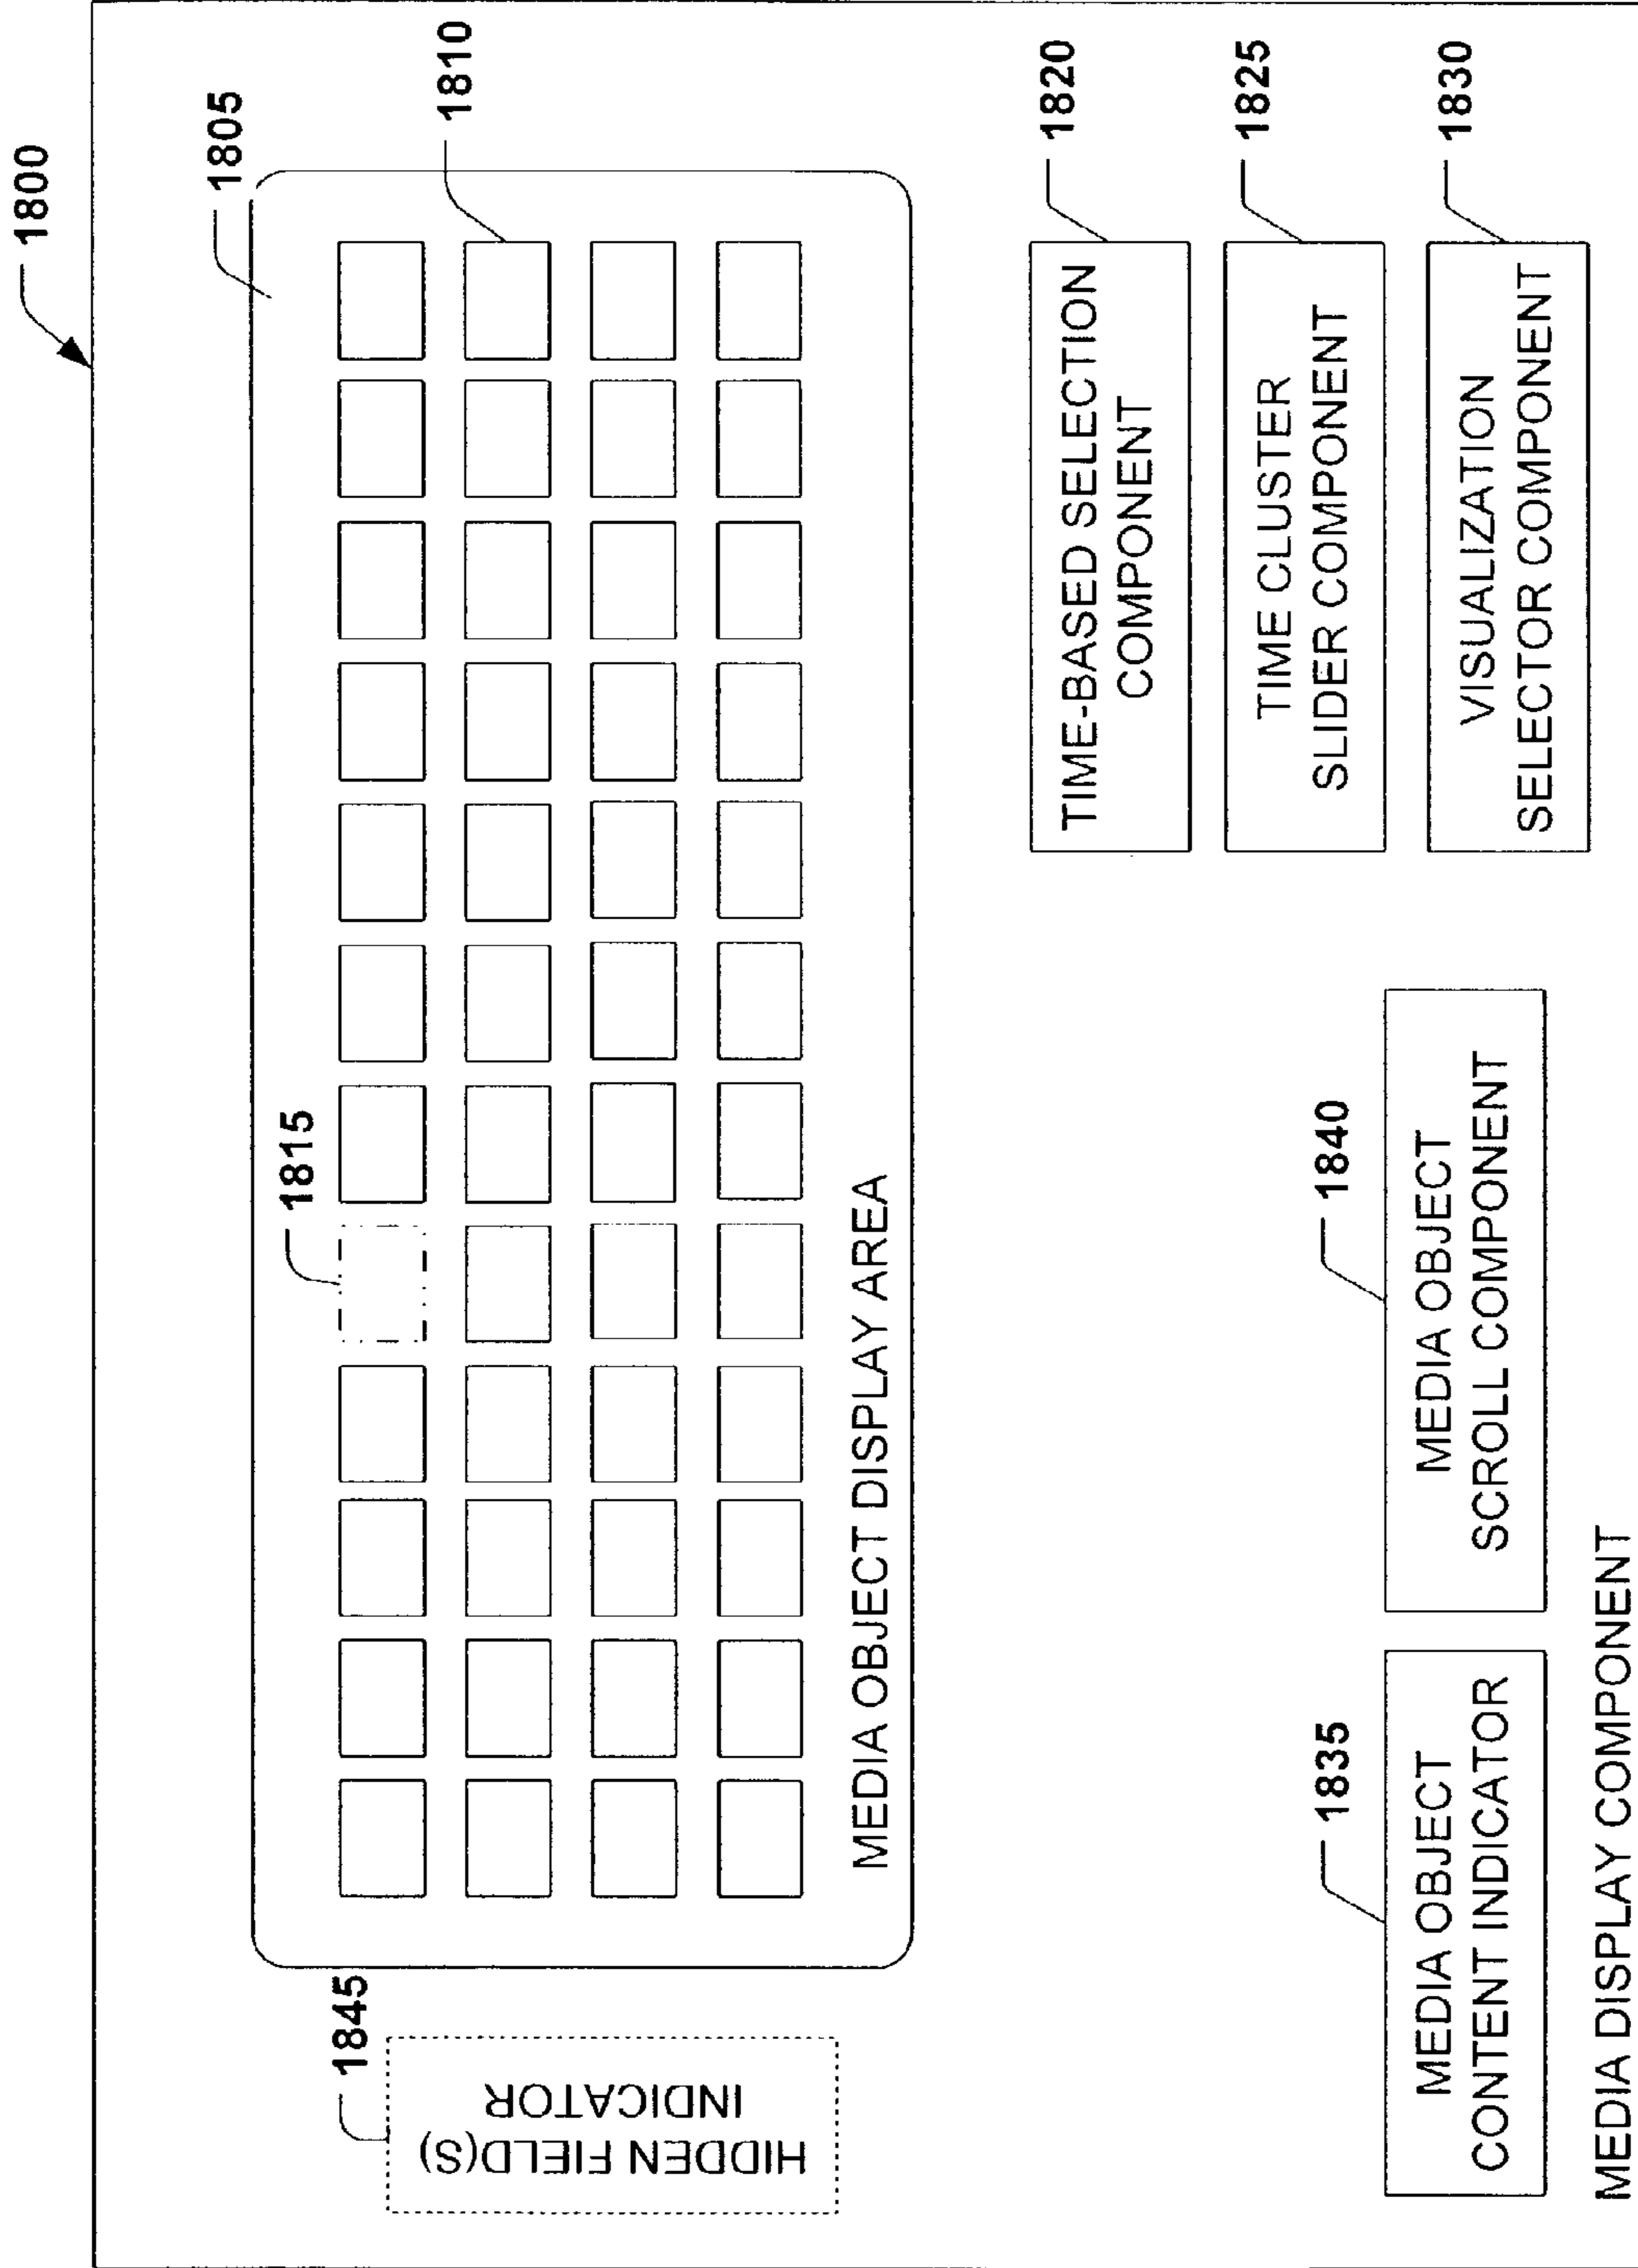 1800
1805
1810
1815
1845
HIDDEN FIELD(S)
INDICATOR
MEDIA OBJECT DISPLAY AREA
1820
TIME-BASED SELECTION
COMPONENT
1825
TIME CLUSTER
SLIDER COMPONENT
1830
VISUALIZATION
SELECTOR COMPONENT
1835
MEDIA OBJECT
CONTENT INDICATOR
1840
MEDIA OBJECT
SCROLL COMPONENT
MEDIA DISPLAY COMPONENT